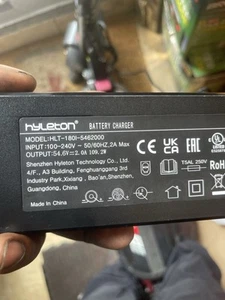 Hyleton BATTERY CHARGER
MODEL:HLT-180i-5462000
INPUT:100-240V - 50/60HZ,2A Max
OUTPUT:54.6V⎓2.0A 109.2W
Shenzhen Hyleton Technology Co., Ltd.
4/F., A3 Building, Fenghuanggang 3rd
Industry Park,Xixiang , Bao'an,Shenzhen,
Guangdong, China
Made in China
CE UK CA
T5AL 250V